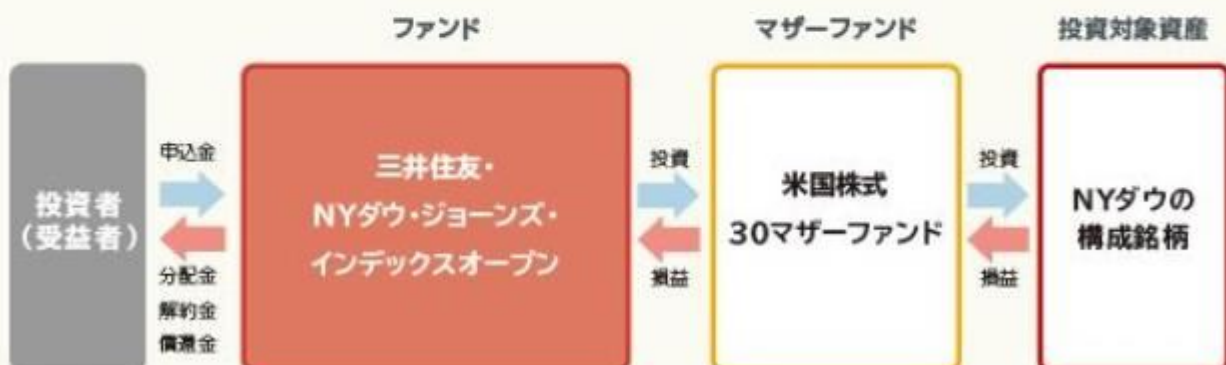 ファンド
マザーファンド
投資対象資産
投資者
(受益者)
申込金
分配金
解約金
償還金
三井住友・
NYダウ・ジョーンズ・
インデックスオープン
投資
損益
米国株式
30マザーファンド
投資
損益
NYダウの
構成銘柄